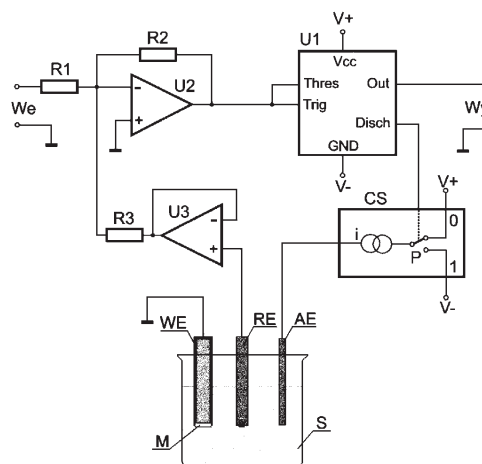 V+
U1
R2
R1
Vcc
U2
Thres
Out
We
-
+
Trig
Wy
Disch
GND
V-
V+
CS
R3
U3
-
+
i
0
P
1
V-
WE
RE
AE
M
S